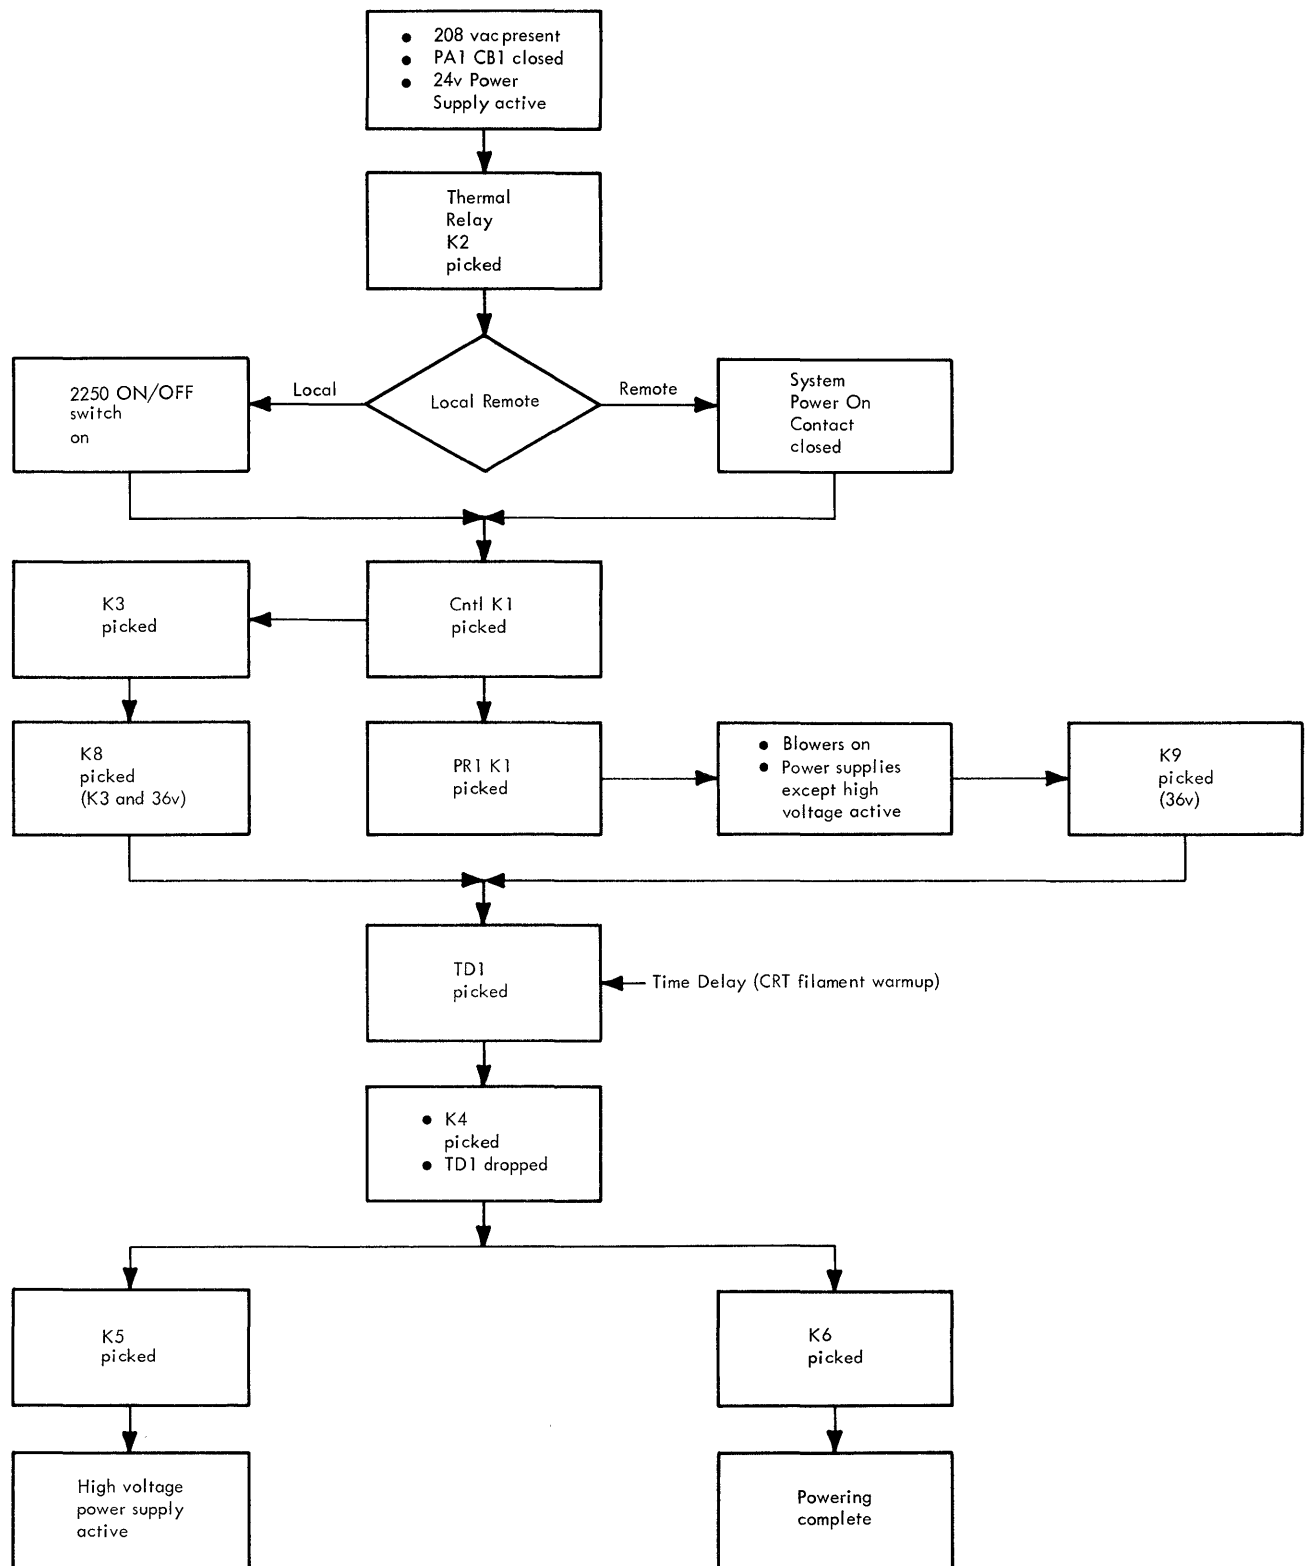 ● 208 vac present
● PA1 CB1 closed
● 24v Power
Supply active
Thermal
Relay
K2
picked
2250 ON/OFF
switch
on
Local
Local Remote
Remote
System
Power On
Contact
closed
K3
picked
Cntl K1
picked
K8
picked
(K3 and 36v)
PR1 K1
picked
● Blowers on
● Power supplies
except high
voltage active
K9
picked
(36v)
TD1
picked
Time Delay (CRT filament warmup)
● K4
picked
● TD1 dropped
K5
picked
K6
picked
High voltage
power supply
active
Powering
complete